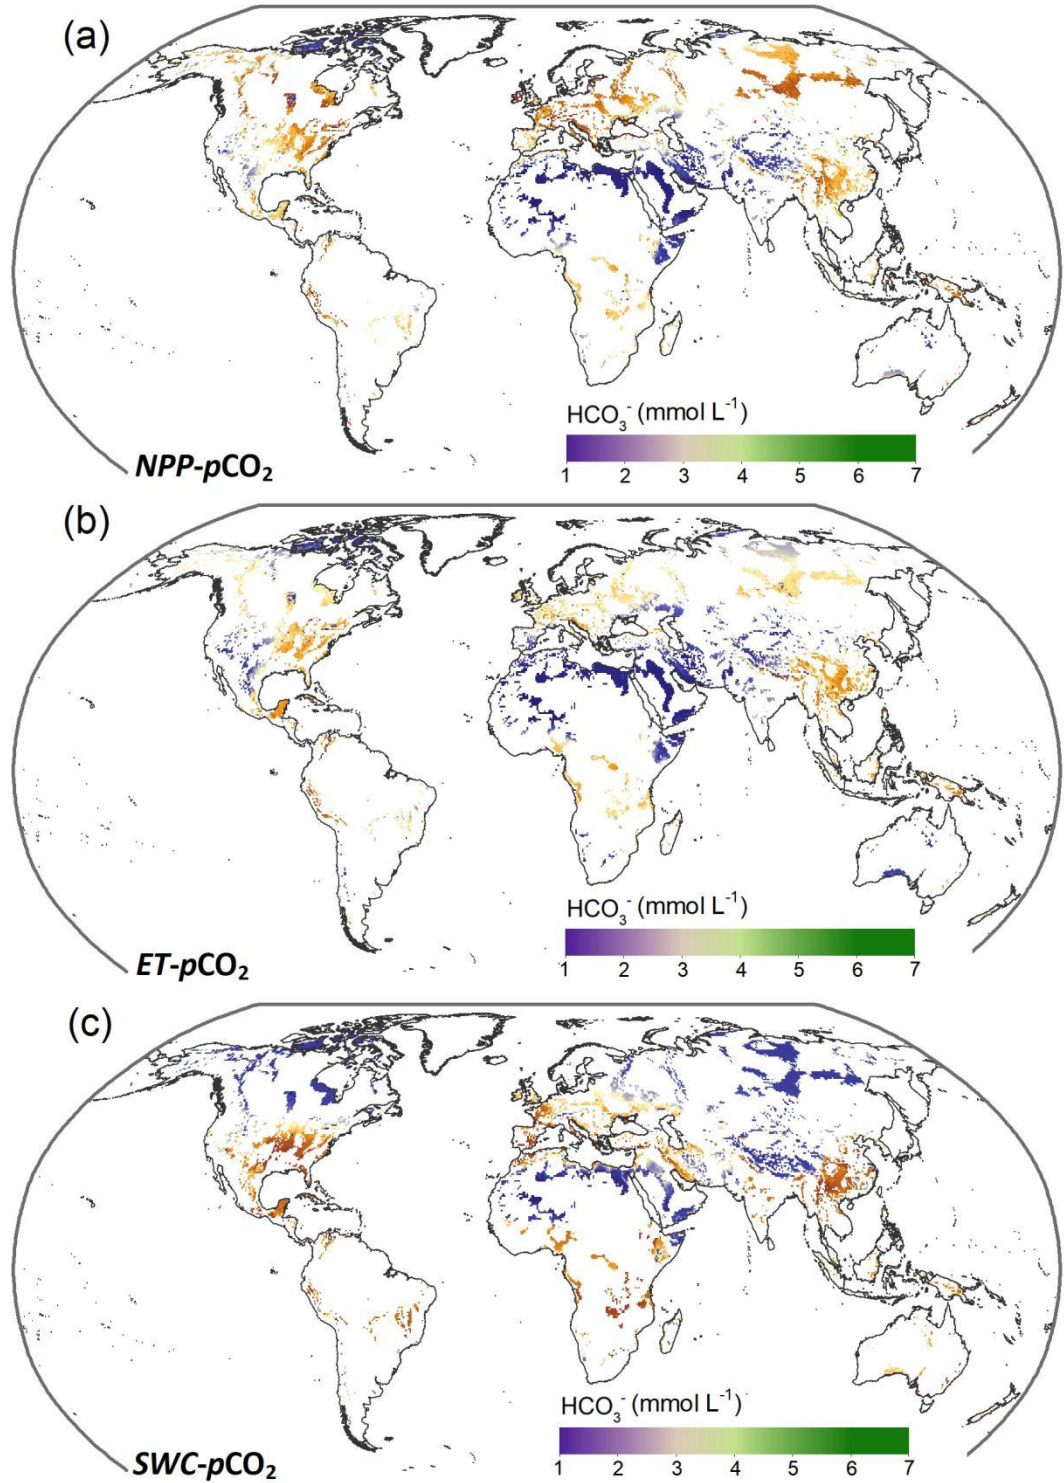 (a)
HCO₃⁻ (mmol L⁻¹)
1 2 3 4 5 6 7
NPP-pCO₂
(b)
HCO₃⁻ (mmol L⁻¹)
1 2 3 4 5 6 7
ET-pCO₂
(c)
HCO₃⁻ (mmol L⁻¹)
1 2 3 4 5 6 7
SWC-pCO₂